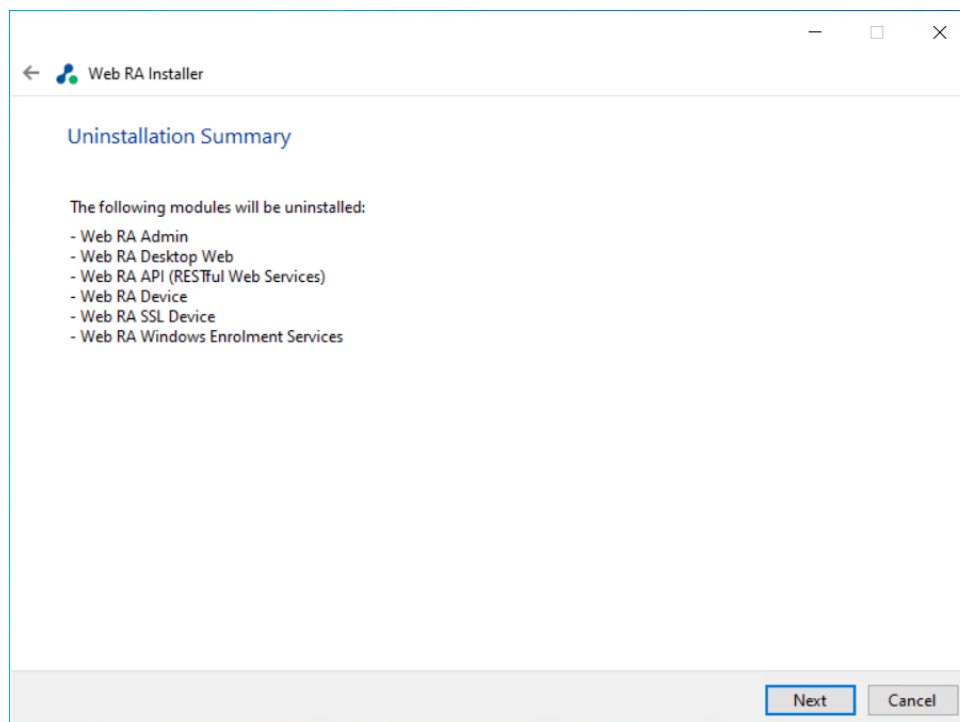 Web RA Installer
Uninstallation Summary
The following modules will be uninstalled:
- Web RA Admin
- Web RA Desktop Web
- Web RA API (RESTful Web Services)
- Web RA Device
- Web RA SSL Device
- Web RA Windows Enrolment Services
Next Cancel